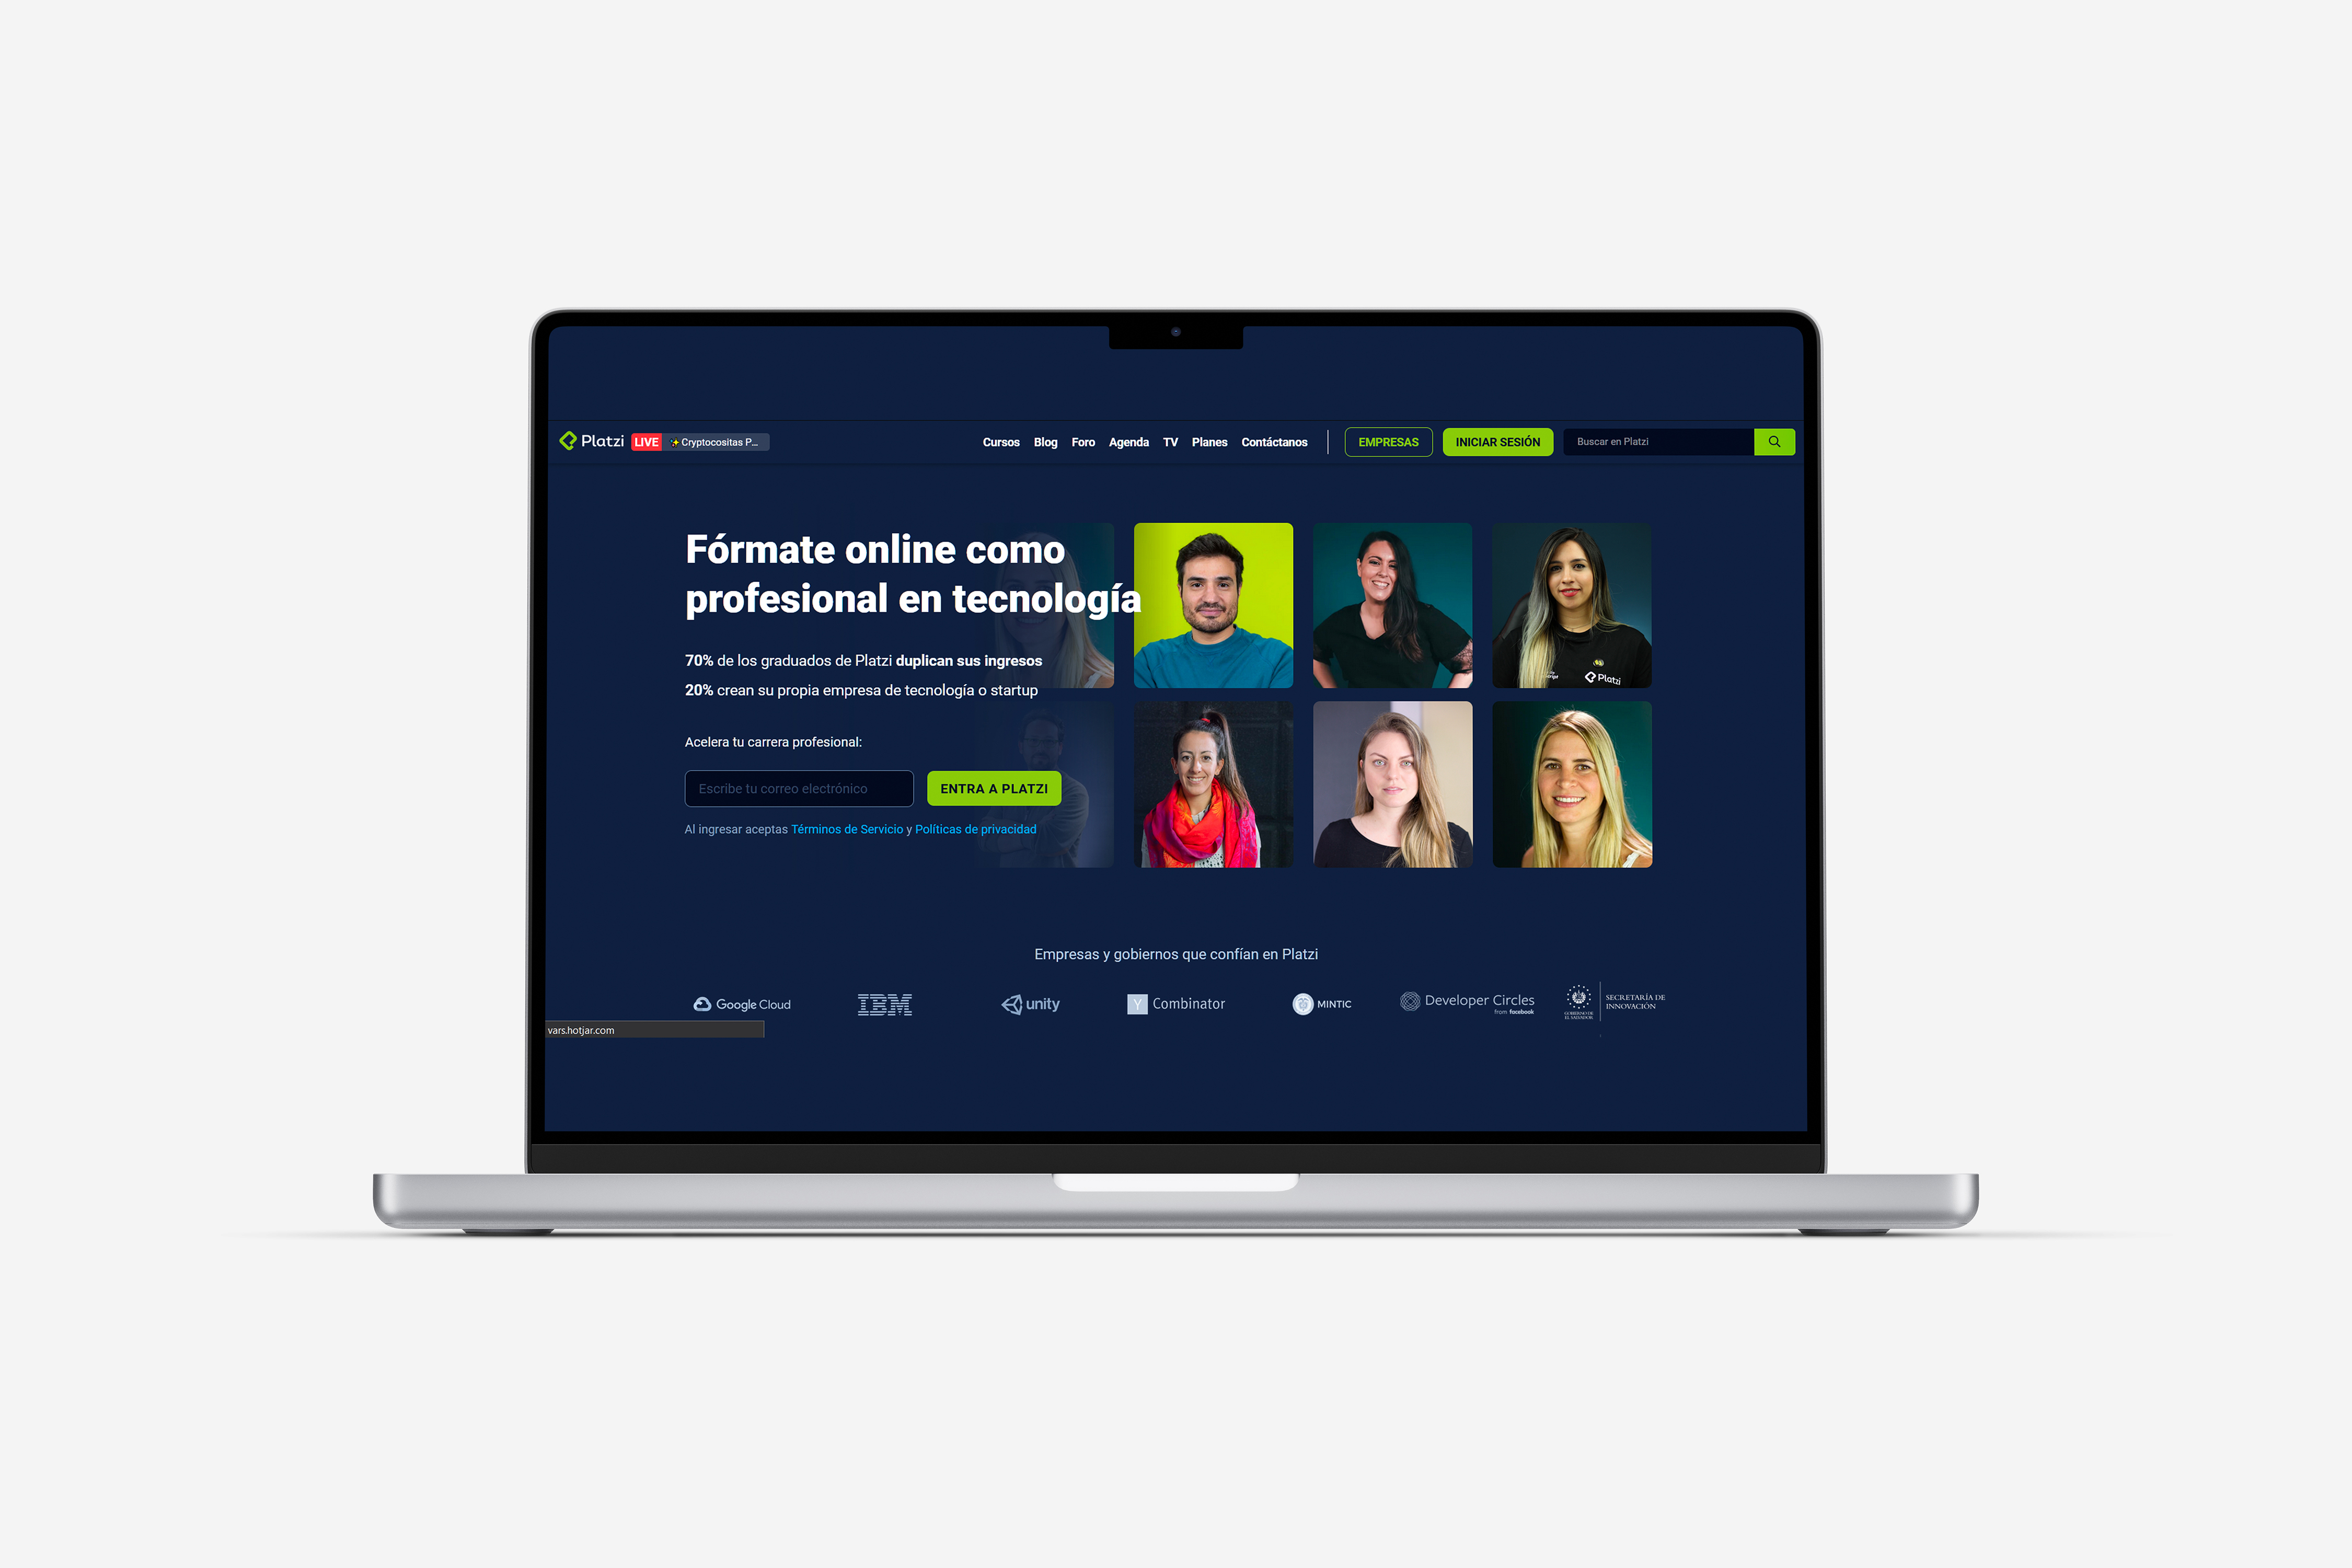 Platzi LIVE ✨Cryptocositas P... Cursos Blog Foro Agenda TV Planes Contáctanos EMPRESAS INICIAR SESIÓN Buscar en Platzi
Fórmate online como
profesional en tecnología
70% de los graduados de Platzi duplican sus ingresos
20% crean su propia empresa de tecnología o startup
Acelera tu carrera profesional:
Escribe tu correo electrónico ENTRA A PLATZI
Al ingresar aceptas Términos de Servicio y Políticas de privacidad
Platzi
Empresas y gobiernos que confían en Platzi
Google Cloud IBM unity Y Combinator MINTIC
Developer Circles
from facebook
GOBIERNO DE
EL SALVADOR
SECRETARÍA DE
INNOVACIÓN
vars.hotjar.com